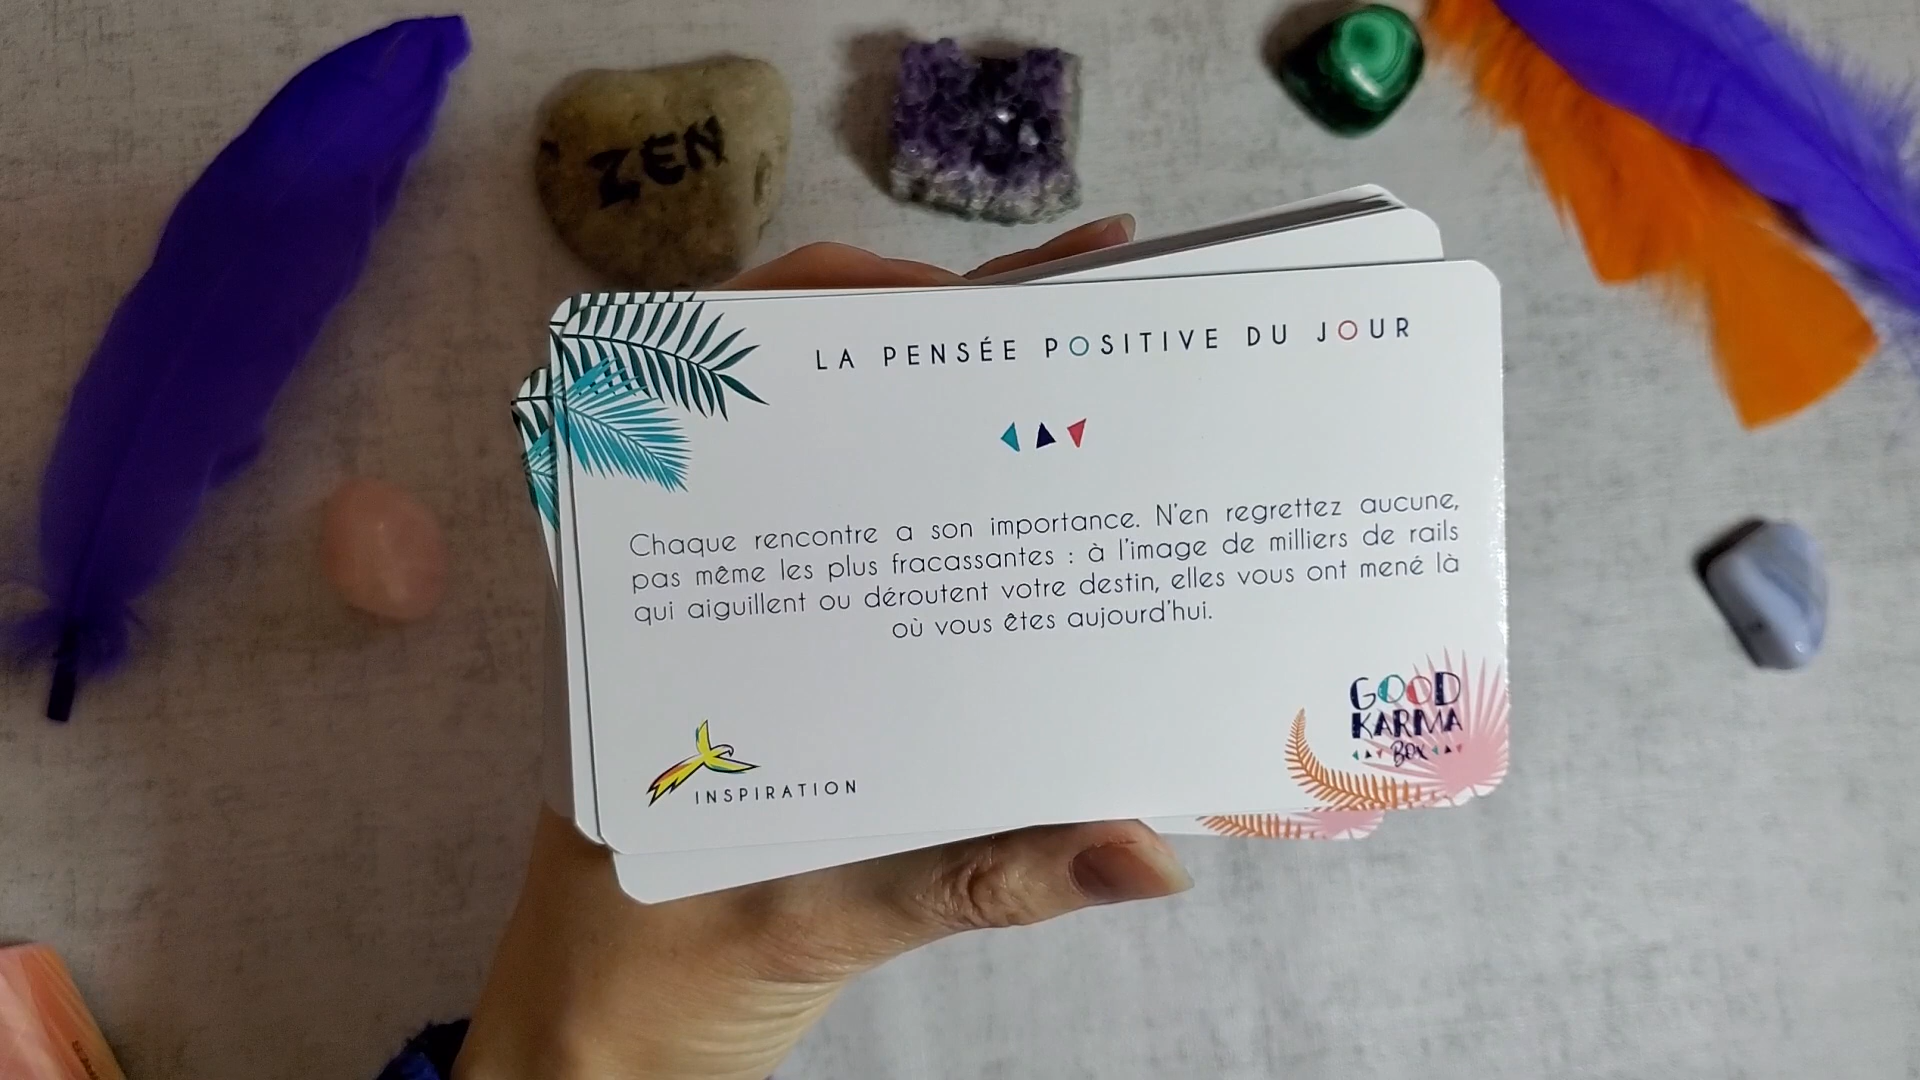 ZEN
LA PENSÉE POSITIVE DU JOUR
Chaque rencontre a son importance. N'en regrettez aucune,
pas même les plus fracassantes : à l'image de milliers de rails
qui aiguillent ou déroutent votre destin, elles vous ont mené là
où vous êtes aujourd'hui.
INSPIRATION
GOOD
KARMA
BOX